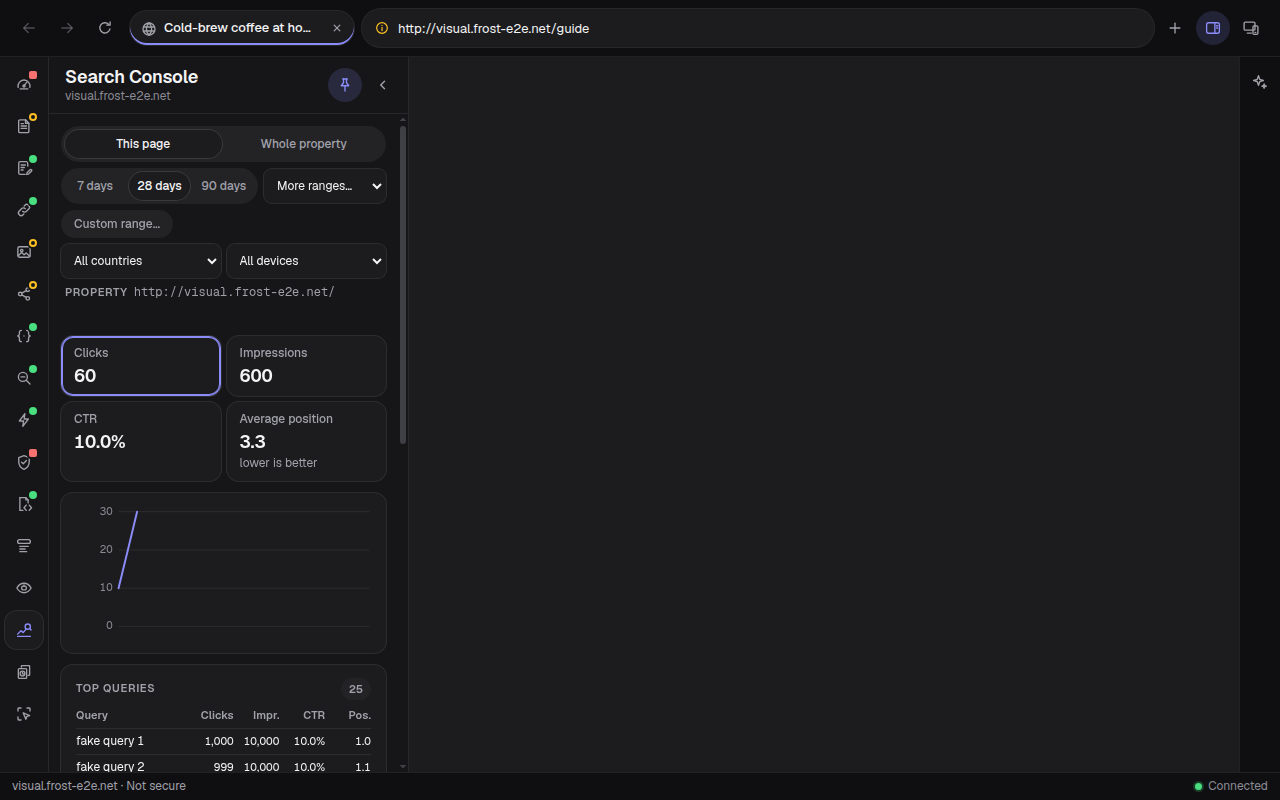 Cold-brew coffee at ho...
http://visual.frost-e2e.net/guide
Search Console
visual.frost-e2e.net
This page
Whole property
7 days
28 days
90 days
More ranges...
Custom range...
All countries
All devices
PROPERTY http://visual.frost-e2e.net/
Clicks
60
Impressions
600
CTR
10.0%
Average position
3.3
lower is better
30
20
10
0
TOP QUERIES 25
Query Clicks Impr. CTR Pos.
fake query 1 1,000 10,000 10.0% 1.0
fake query 2 999 10,000 10.0% 1.1
visual.frost-e2e.net · Not secure
Connected